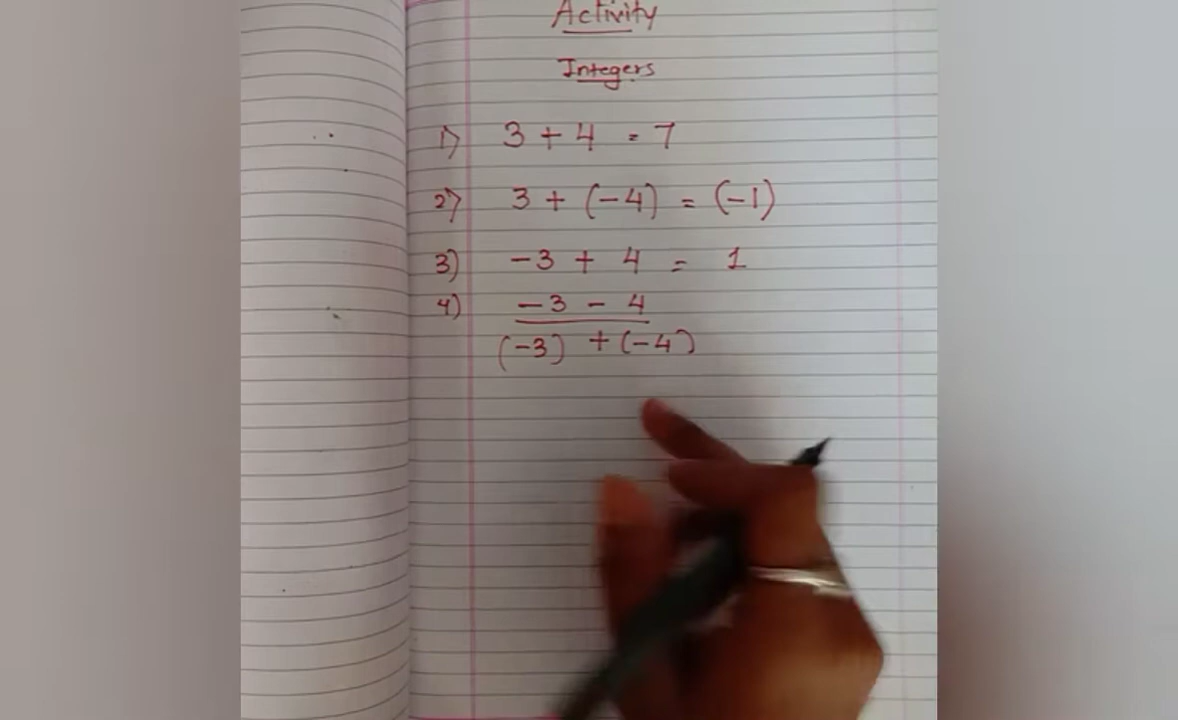 Activity
Integers
1) 3 + 4 = 7
2) 3 + (-4) = (-1)
3) -3 + 4 = 1
4) -3 - 4
(-3) + (-4)